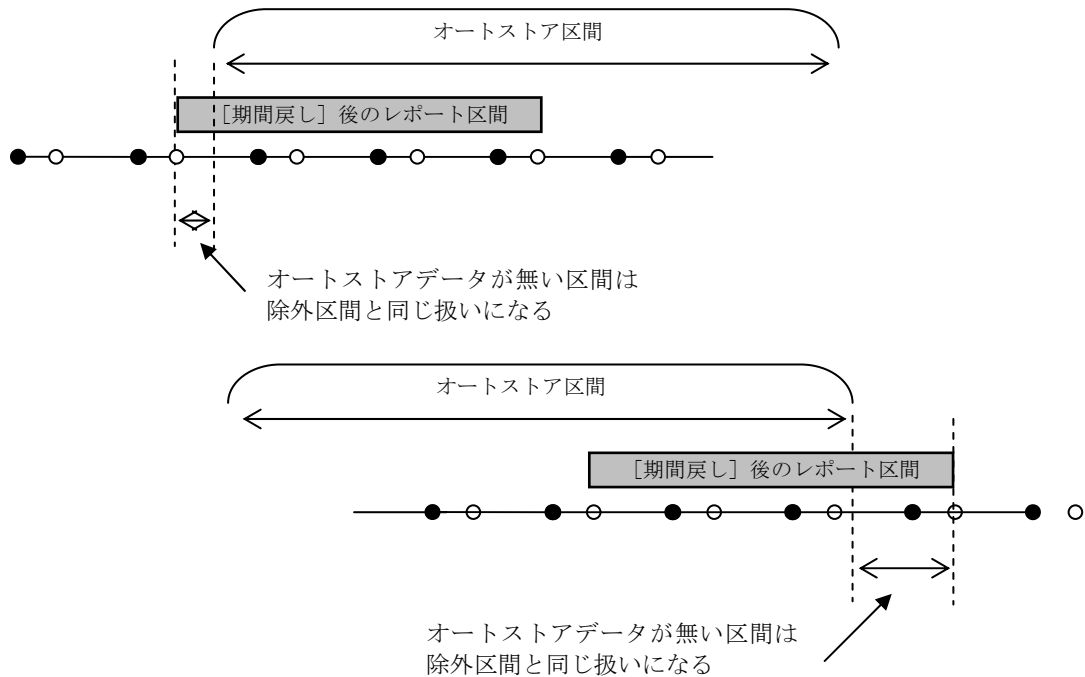 オートストア区間
［期間戻し］後のレポート区間
オートストアデータが無い区間は
除外区間と同じ扱いになる
オートストア区間
［期間戻し］後のレポート区間
オートストアデータが無い区間は
除外区間と同じ扱いになる